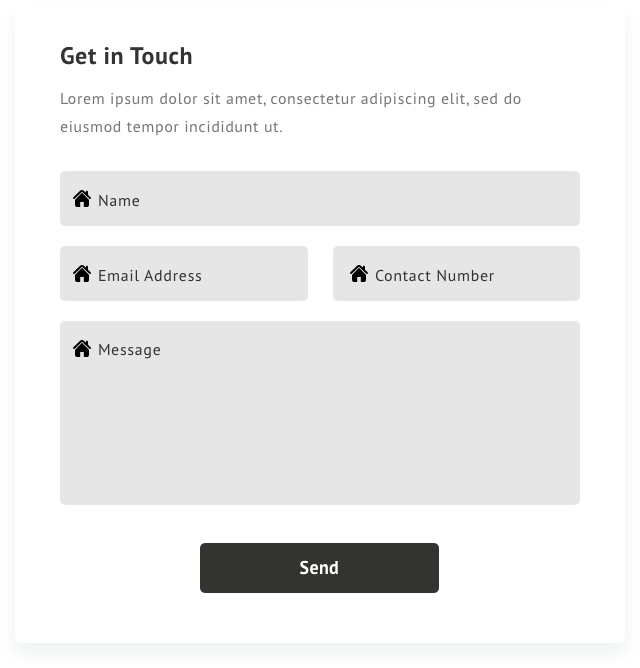 Get in Touch
Lorem ipsum dolor sit amet, consectetur adipiscing elit, sed do
eiusmod tempor incididunt ut.
Name
Email Address
Contact Number
Message
Send